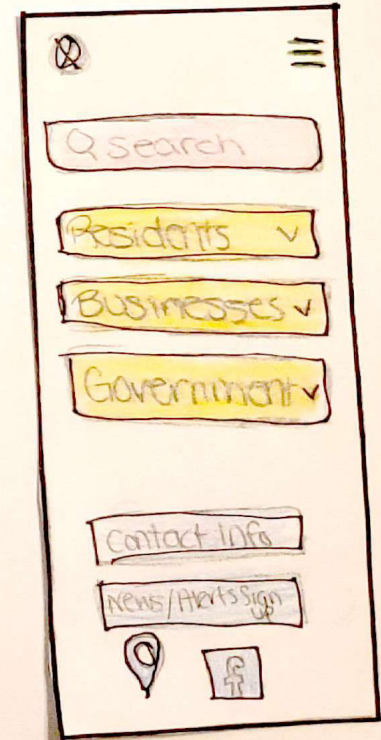 search
Residents
Businesses
Government
Contact Info
News/Alerts Sign
up
f